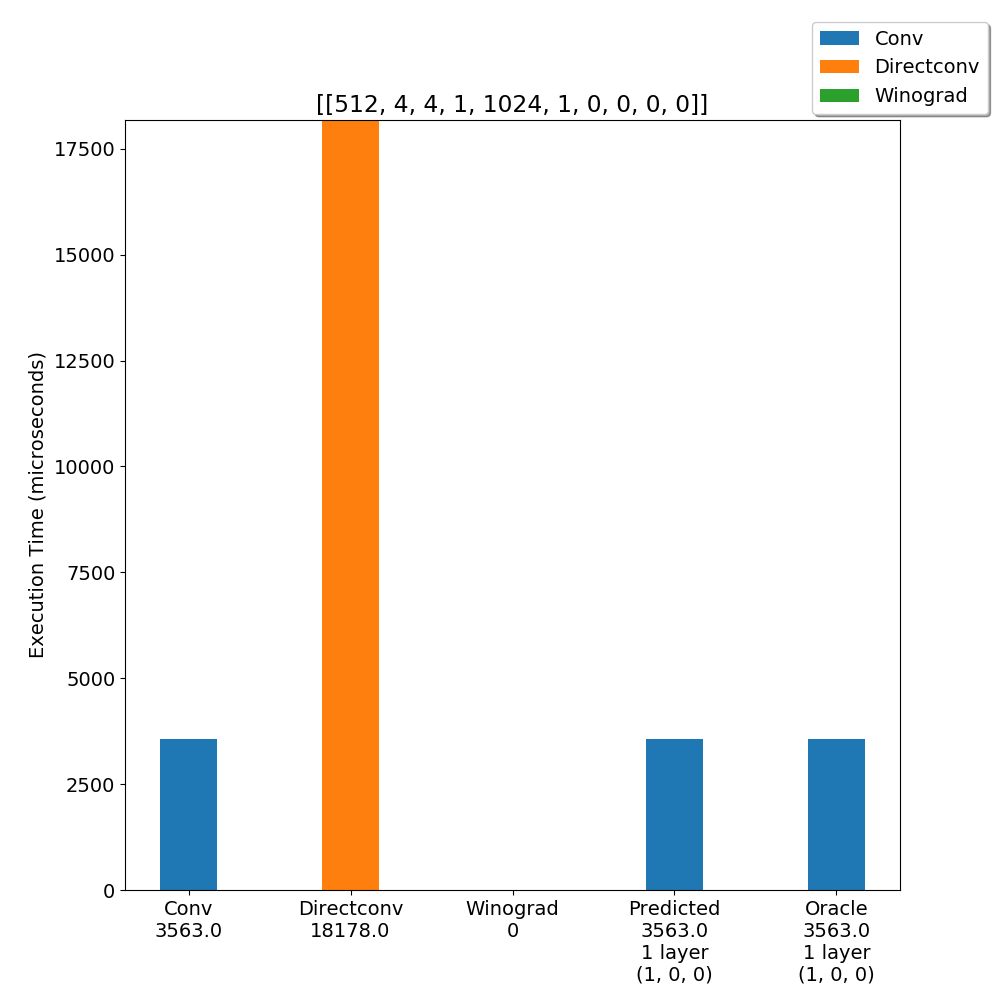 Conv
Directconv
Winograd
[[512, 4, 4, 1, 1024, 1, 0, 0, 0, 0]]
Execution Time (microseconds)
17500
15000
12500
10000
7500
5000
2500
0
Conv
3563.0
Directconv
18178.0
Winograd
0
Predicted
3563.0
1 layer
(1, 0, 0)
Oracle
3563.0
1 layer
(1, 0, 0)